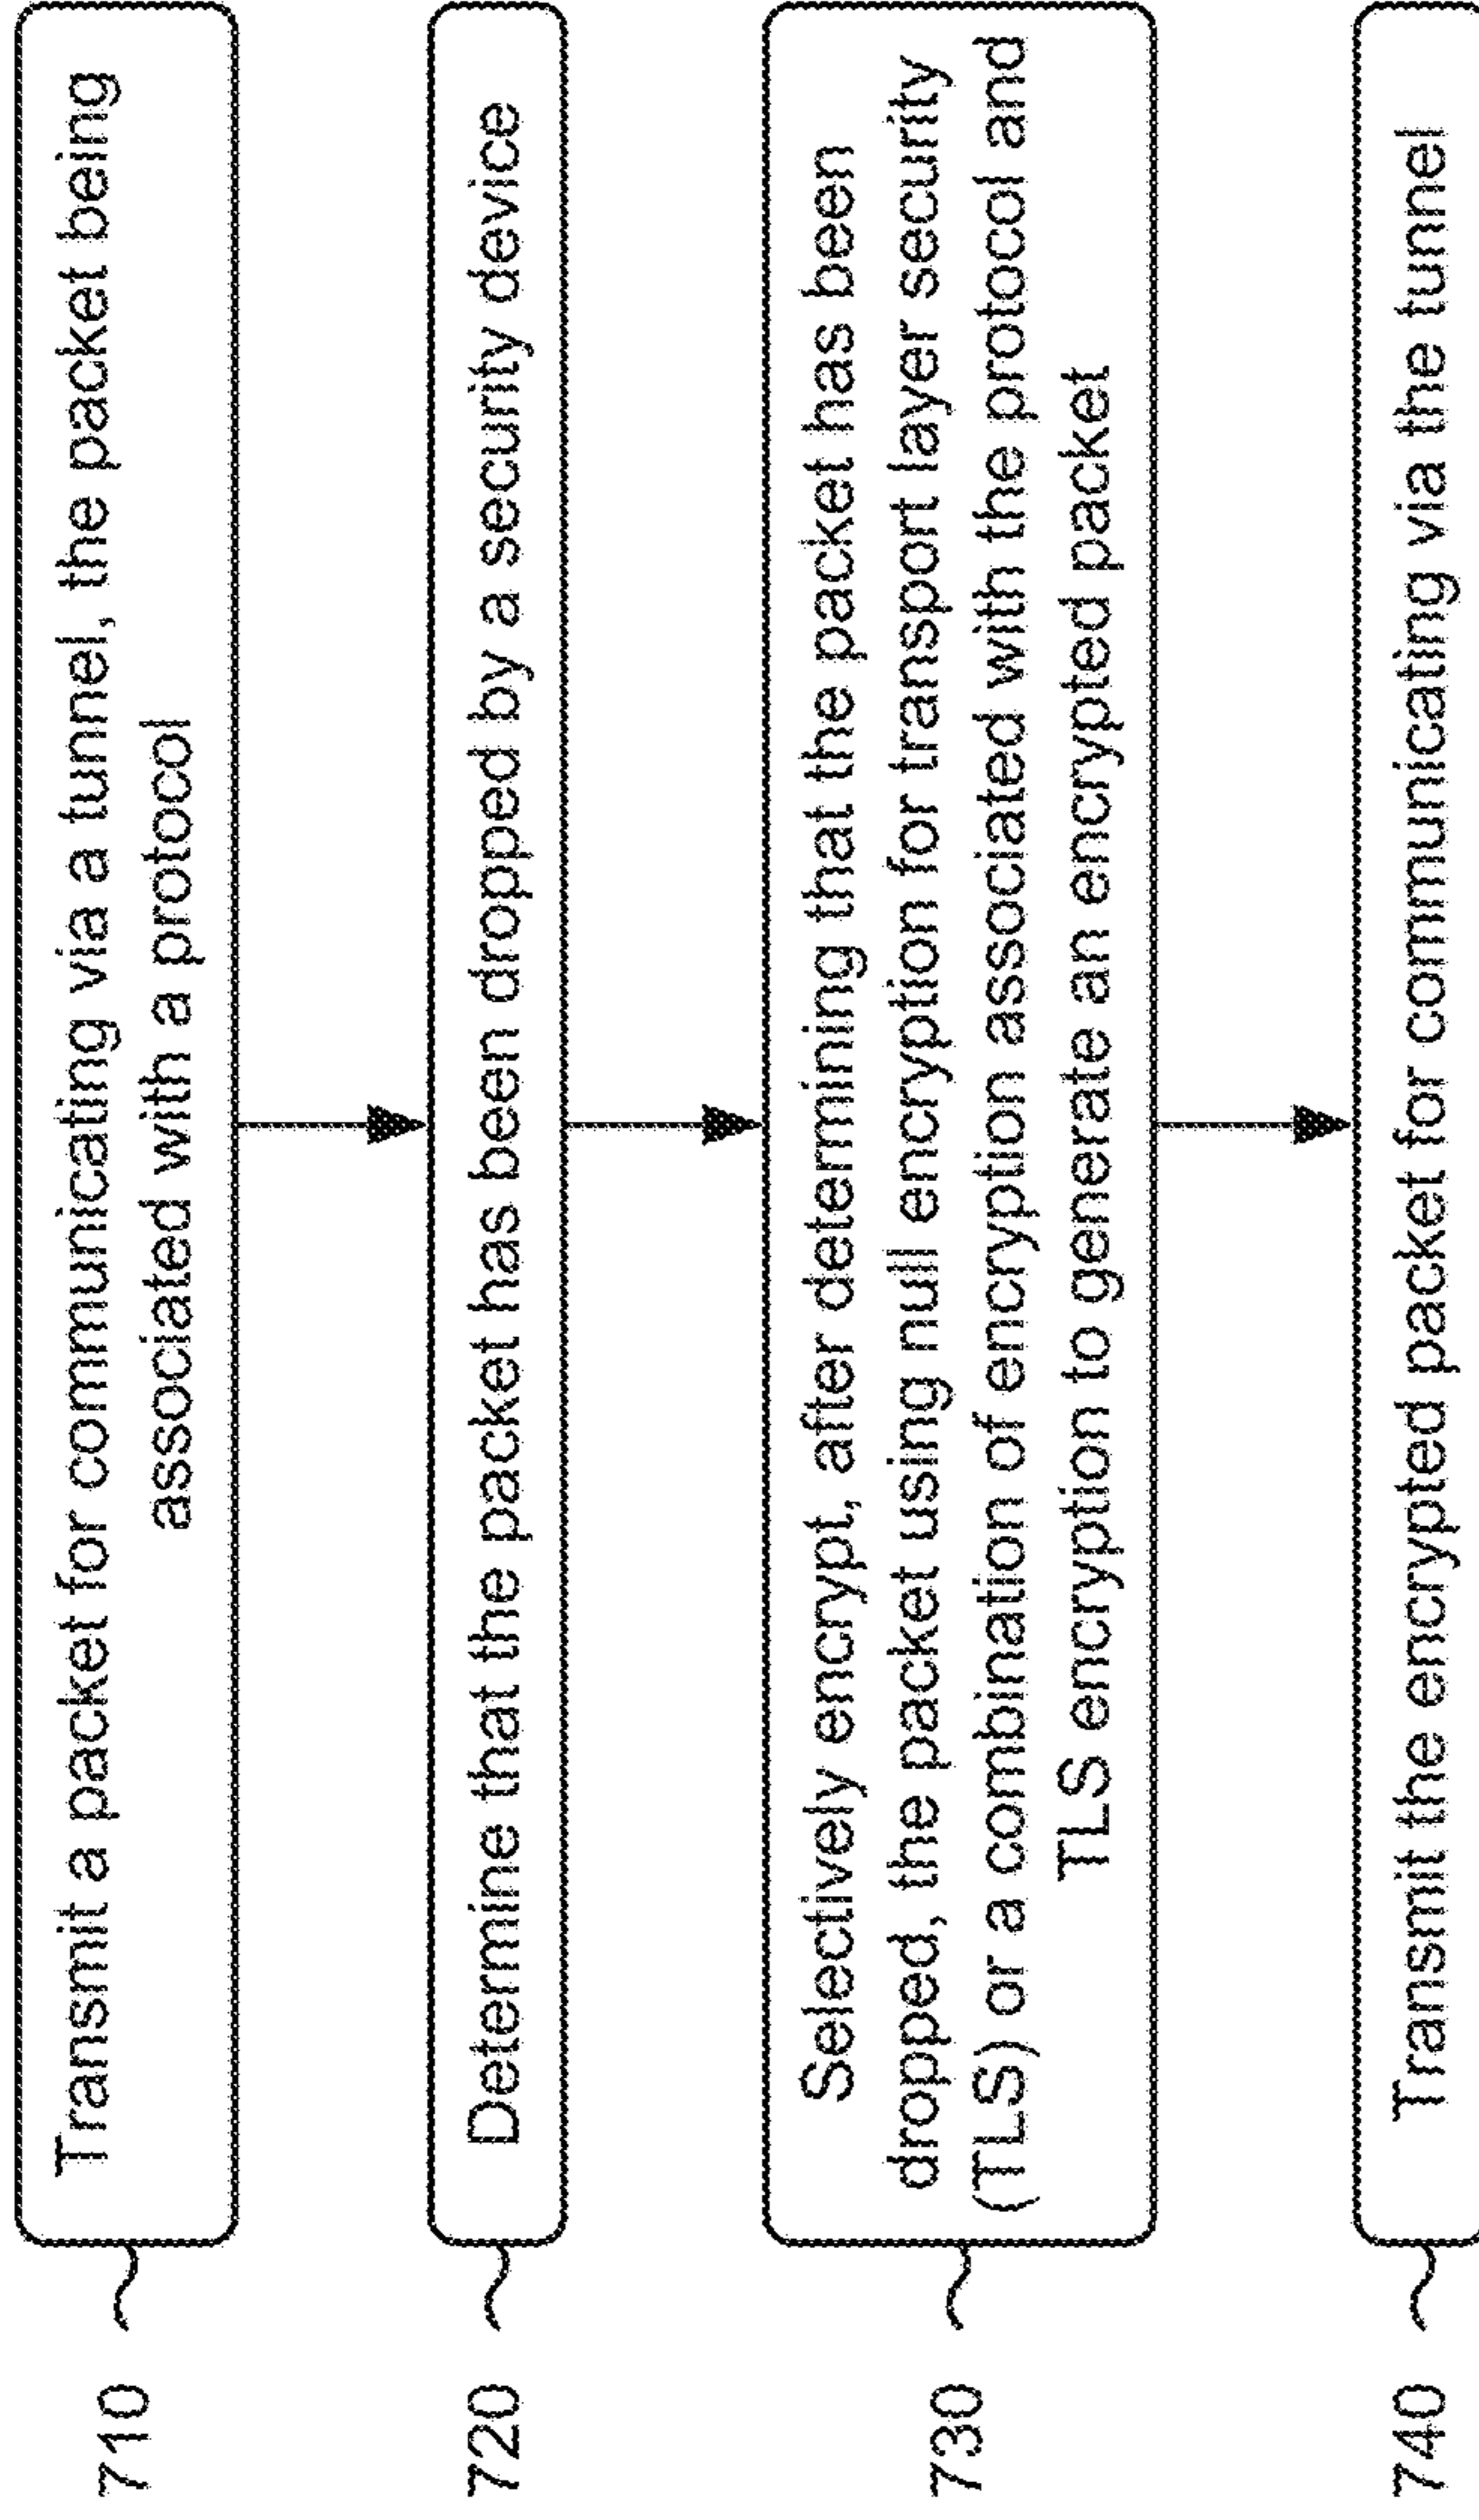 710
Transmit a packet for communicating via a tunnel, the packet being
associated with a protocol
720
Determine that the packet has been dropped by a security device
730
Selectively encrypt, after determining that the packet has been
dropped, the packet using null encryption for transport layer security
(TLS) or a combination of encryption associated with the protocol and
TLS encryption to generate an encrypted packet
740
Transmit the encrypted packet for communicating via the tunnel